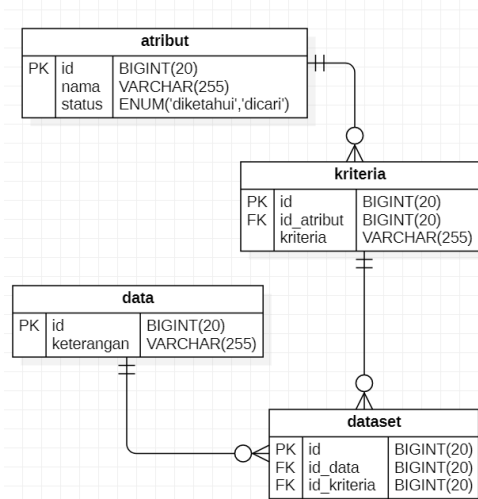 atribut
PK id BIGINT(20)
nama VARCHAR(255)
status ENUM('diketahui','dicari')
kriteria
PK id BIGINT(20)
FK id_atribut BIGINT(20)
kriteria VARCHAR(255)
data
PK id BIGINT(20)
keterangan VARCHAR(255)
dataset
PK id BIGINT(20)
FK id_data BIGINT(20)
FK id_kriteria BIGINT(20)